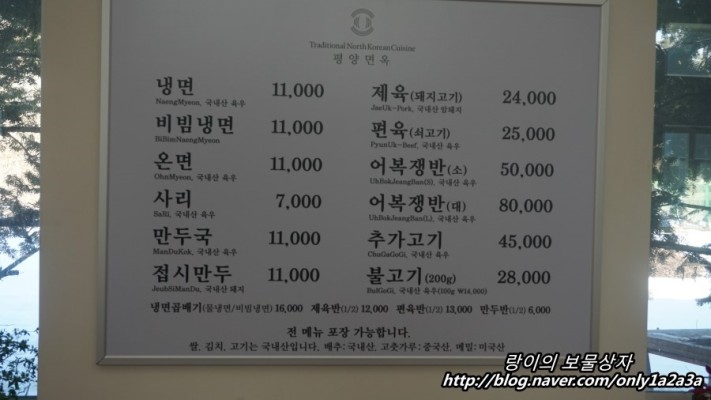 Traditional North Korean Cuisine
평양면옥
냉면 11,000
NaengMyeon, 국내산 육우
비빔냉면 11,000
BiBimNaengMyeon
온면 11,000
OhnMyeon, 국내산 육우
사리 7,000
SaRi, 국내산 육우
만두국 11,000
ManDuKok, 국내산 육우
접시만두 11,000
JeubSiManDu, 국내산 돼지
제육(돼지고기) 24,000
JaeUk-Pork, 국내산 암돼지
편육(쇠고기) 25,000
PyunUk-Beef, 국내산 육우
어복쟁반(소) 50,000
UhBokJeangBan(S), 국내산 육우
어복쟁반(대) 80,000
UhBokJeangBan(L), 국내산 육우
추가고기 45,000
ChuGaGoGi, 국내산 육우
불고기(200g) 28,000
BulGoGi, 국내산 육우(100g ₩14,000)
냉면곱배기(물냉면/비빔냉면) 16,000 제육반(1/2) 12,000 편육반(1/2) 13,000 만두반(1/2) 6,000
전 메뉴 포장 가능합니다.
쌀, 김치, 고기는 국내산입니다, 배추: 국내산, 고춧가루: 중국산, 메밀: 미국산
랑이의 보물상자
http://blog.naver.com/only1a2a3a